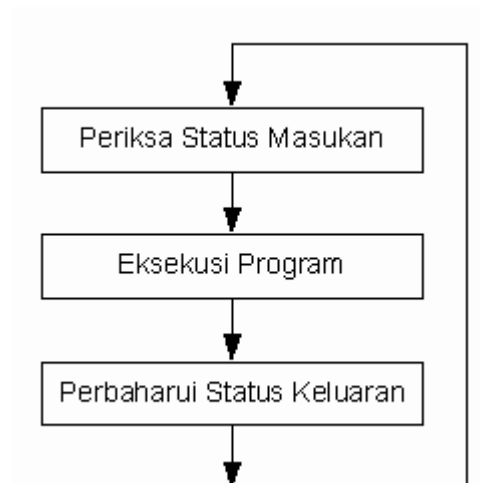 Periksa Status Masukan
Eksekusi Program
Perbaharui Status Keluaran